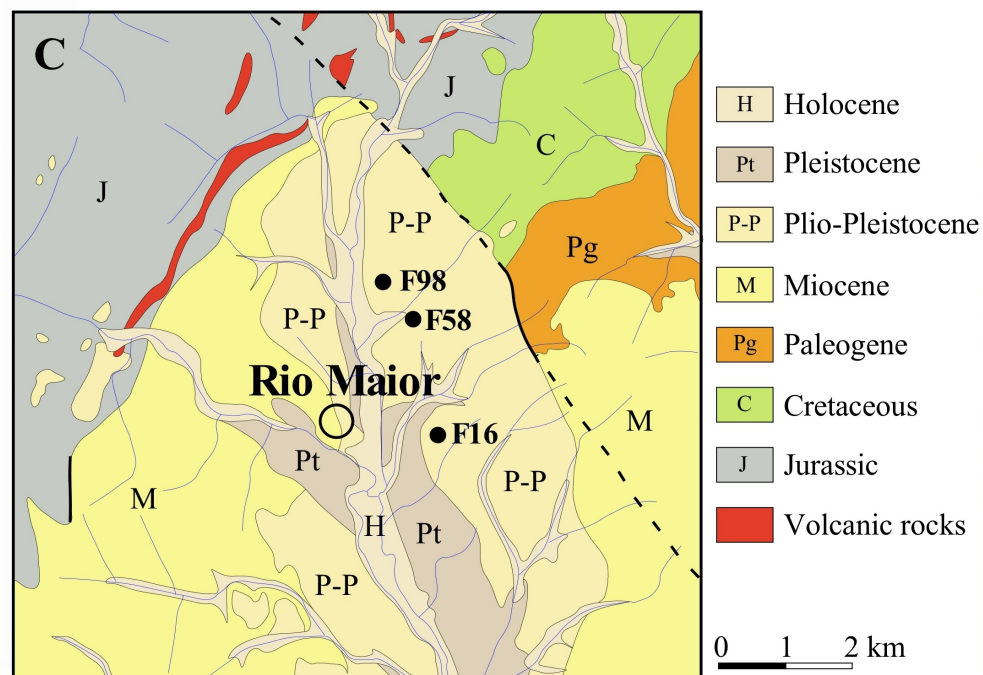 C
J
J
C
P-P
Pg
F98
P-P
F58
Rio Maior
M
F16
Pt
P-P
M
H
Pt
P-P
H Holocene
Pt Pleistocene
P-P Plio-Pleistocene
M Miocene
Pg Paleogene
C Cretaceous
J Jurassic
Volcanic rocks
0 1 2 km